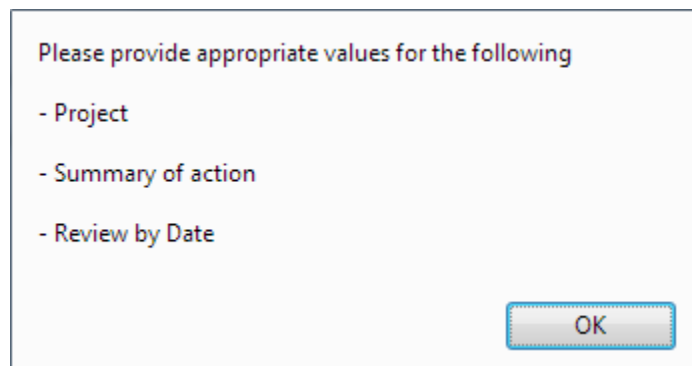 Please provide appropriate values for the following
- Project
- Summary of action
- Review by Date
OK